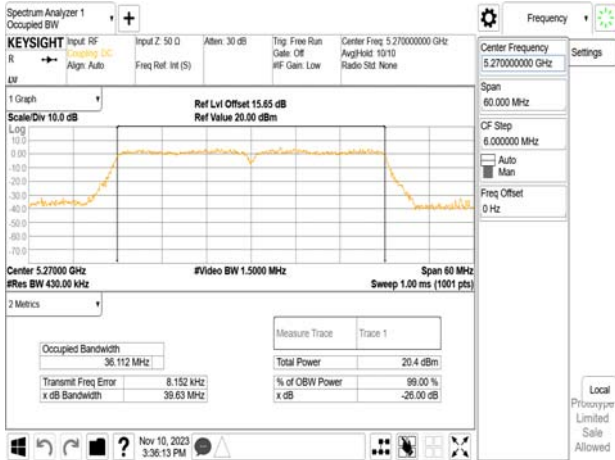 Spectrum Analyzer 1
Occupied BW
Frequency
KEYSIGHT Input: RF Input Z: 50 Ω Atten: 30 dB Trig: Free Run Center Freq: 5.270000000 GHz
R Coupling: DC Gate: Off Avg|Hold: 10/10
Align: Auto Freq Ref: Int (S) #IF Gain: Low Radio Std: None
Center Frequency
5.270000000 GHz
Settings
Span
60.000 MHz
CF Step
6.000000 MHz
Auto
Man
Freq Offset
0 Hz
1 Graph
Ref Lvl Offset 15.65 dB
Scale/Div 10.0 dB Ref Value 20.00 dBm
Log
10.0
0.00
-10.0
-20.0
-30.0
-40.0
-50.0
-60.0
-70.0
Center 5.27000 GHz #Video BW 1.5000 MHz Span 60 MHz
#Res BW 430.00 kHz Sweep 1.00 ms (1001 pts)
2 Metrics
Measure Trace Trace 1
Occupied Bandwidth
36.112 MHz
Total Power 20.4 dBm
Transmit Freq Error 8.152 kHz % of OBW Power 99.00 %
x dB Bandwidth 39.63 MHz x dB -26.00 dB
Local
Prototype
Limited
Sale
Allowed
? Nov 10, 2023
3:36:13 PM